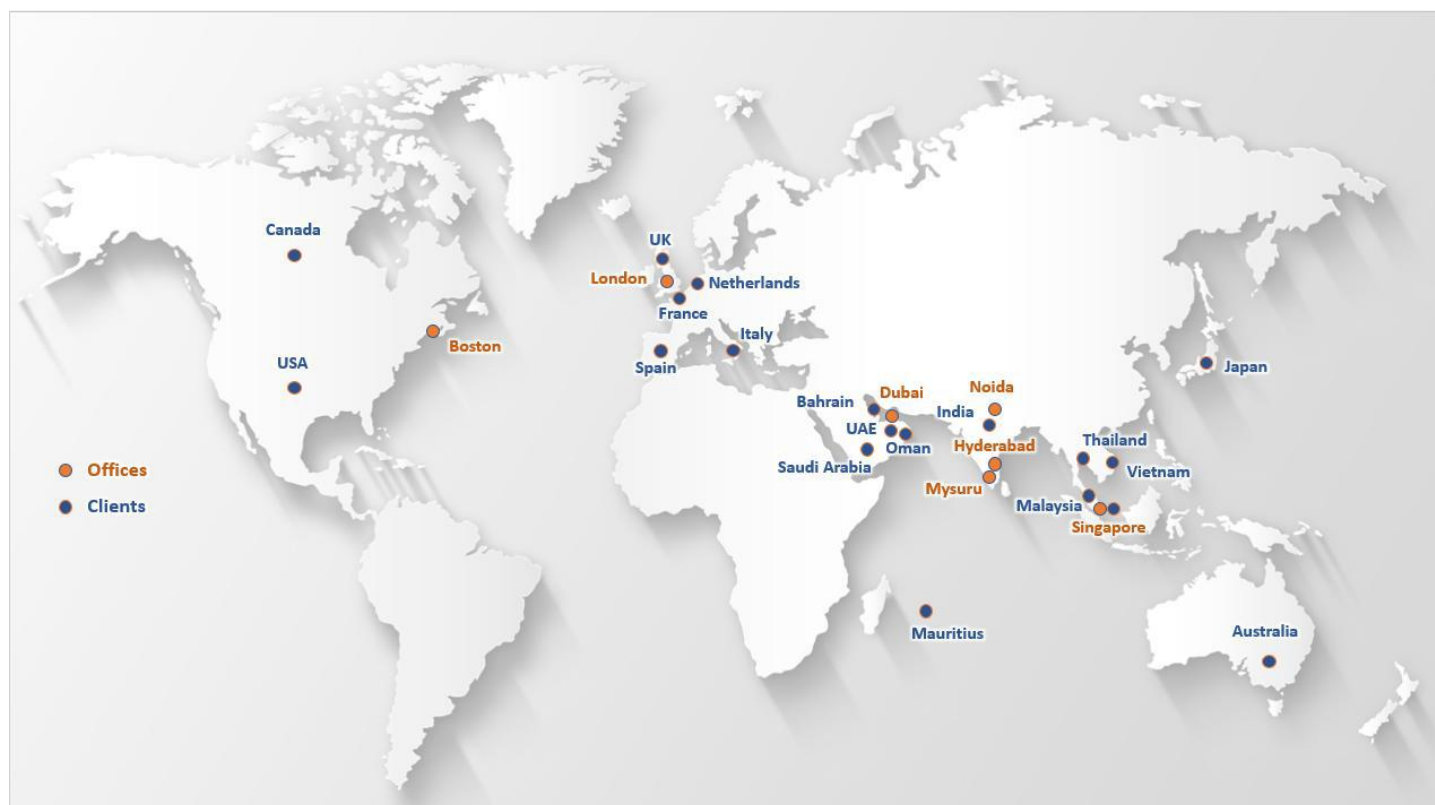 Canada
UK
London
Netherlands
France
Italy
Boston
USA
Spain
Japan
Bahrain
Dubai
Noida
India
UAE
Oman
Hyderabad
Thailand
Saudi Arabia
Vietnam
Offices
Mysuru
Malaysia
Clients
Singapore
Mauritius
Australia